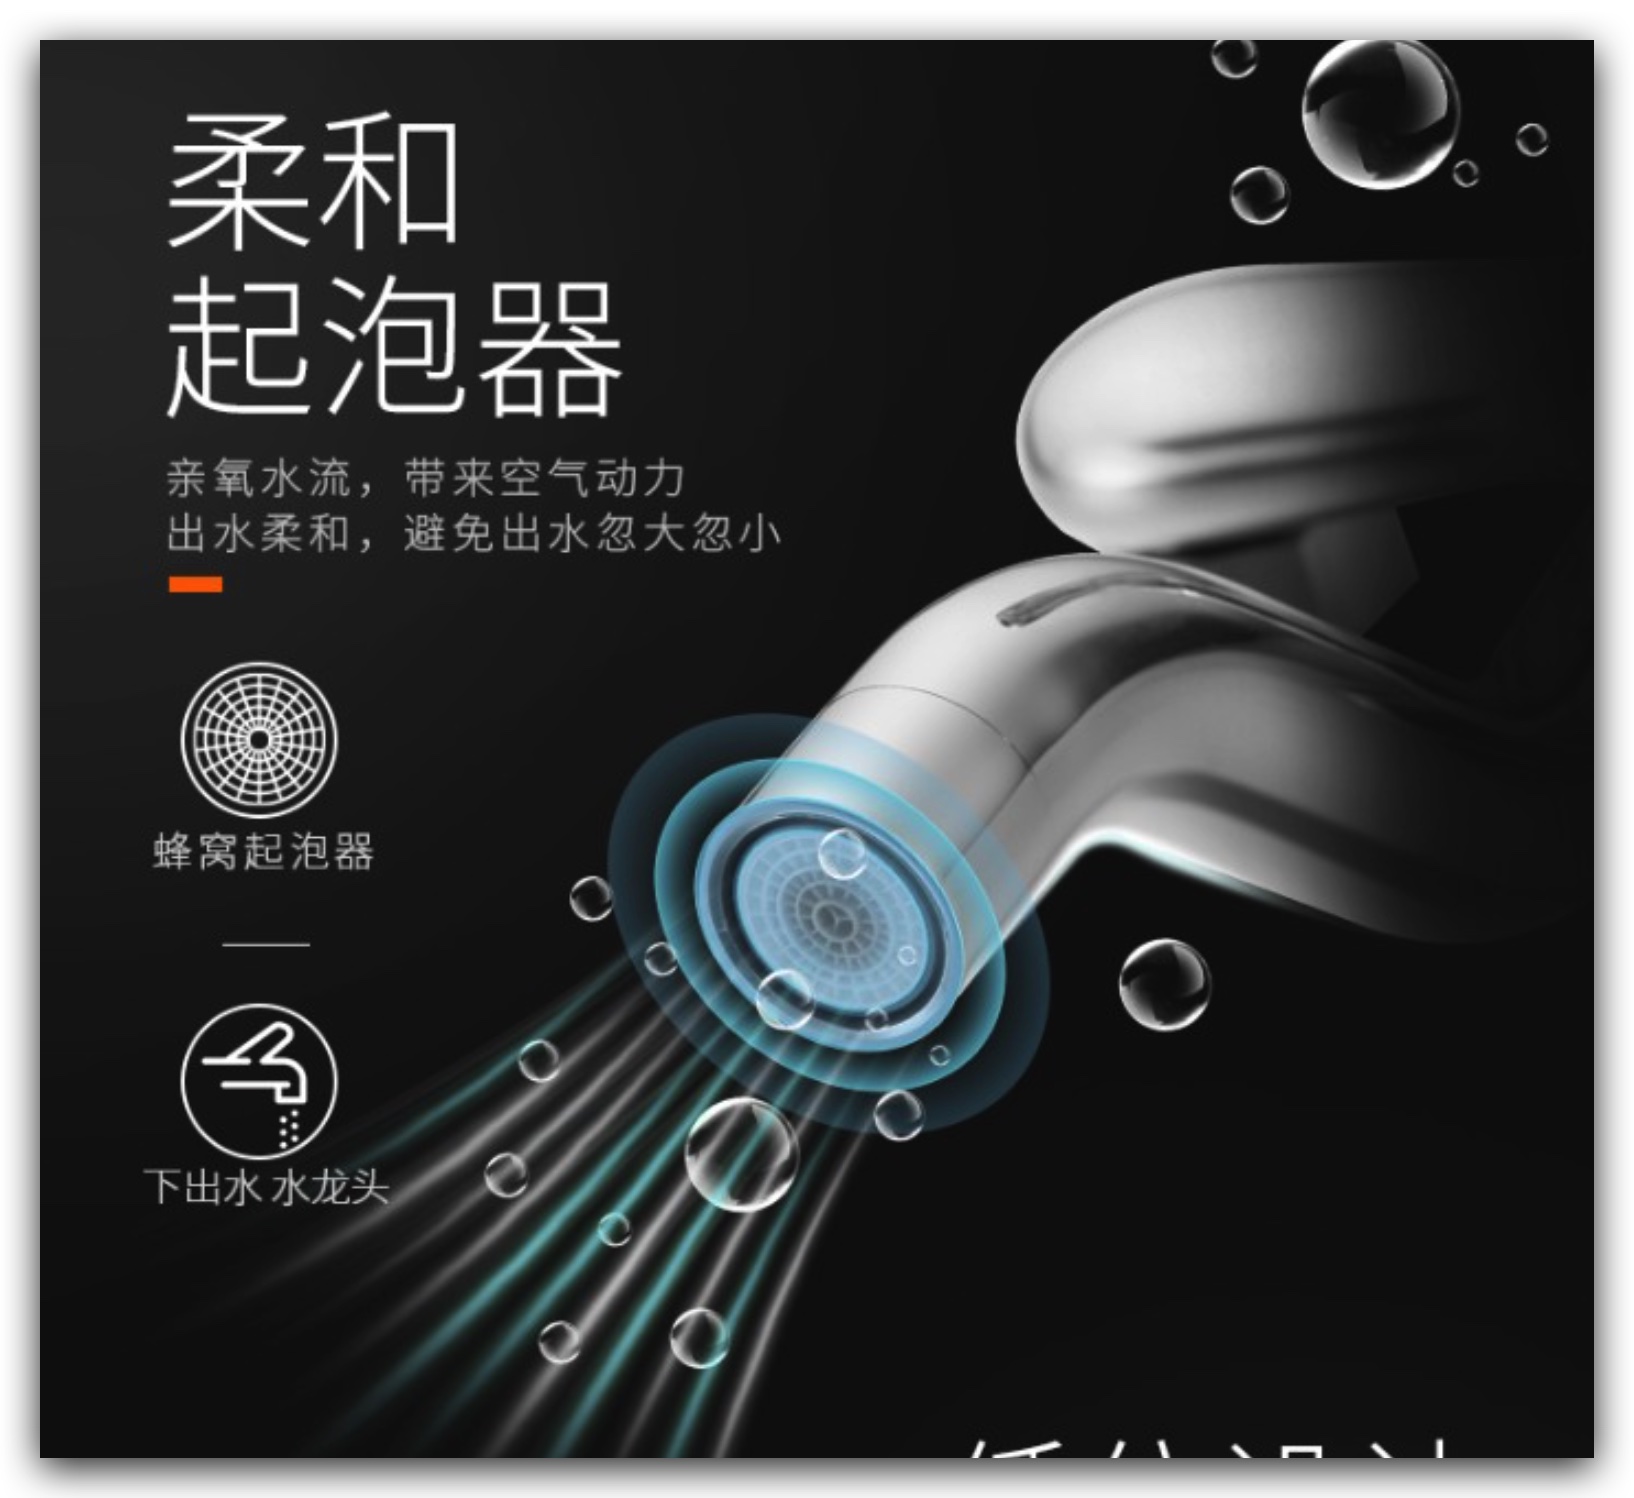 柔和
起泡器
亲氧水流，带来空气动力
出水柔和，避免出水忽大忽小
蜂窝起泡器
下出水 水龙头